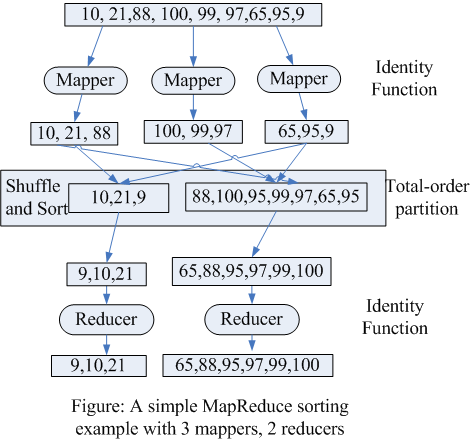 10, 21,88, 100, 99, 97,65,95,9
Mapper Mapper Mapper
Identity
Function
10, 21, 88 100, 99,97 65,95,9
Shuffle
and Sort
10,21,9 88,100,95,99,97,65,95
Total-order
partition
9,10,21 65,88,95,97,99,100
Reducer Reducer
Identity
Function
9,10,21 65,88,95,97,99,100
Figure: A simple MapReduce sorting
example with 3 mappers, 2 reducers